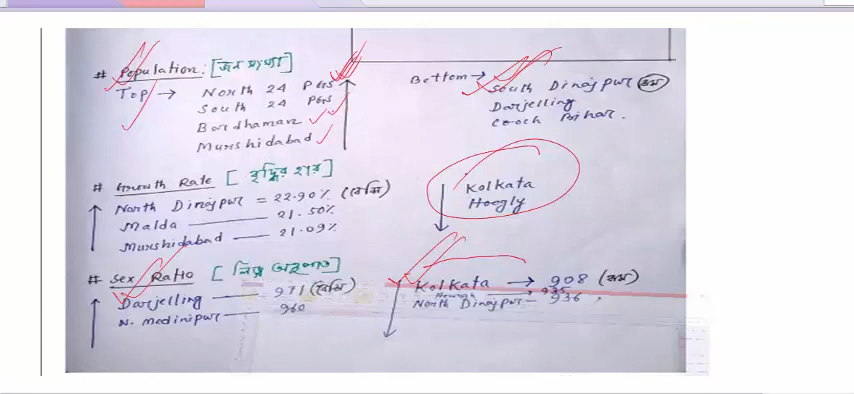 # Population: [জন সংখ্যা]
Top → North 24 PGS
South 24 PGS
Bardhaman
Murshidabad
Bottom → South Dinajpur (কম)
Darjelling
Cooch Bihar.
# Growth Rate [বৃদ্ধির হার]
North Dinajpur = 22.90% (বেশি)
Malda — 21.50%
Murshidabad — 21.09%
Kolkata
Hoogly
# Sex Ratio [লিঙ্গ অনুপাত]
Darjelling — 971 (বেশি)
N. Medinipur — 960
Kolkata → 908 (কম)
935
North Dinajpur — 936